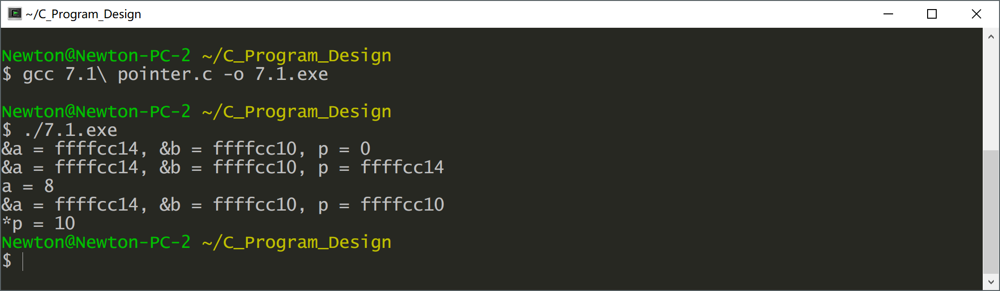 ~/C_Program_Design
Newton@Newton-PC-2 ~/C_Program_Design
$ gcc 7.1\ pointer.c -o 7.1.exe
Newton@Newton-PC-2 ~/C_Program_Design
$ ./7.1.exe
&a = ffffcc14, &b = ffffcc10, p = 0
&a = ffffcc14, &b = ffffcc10, p = ffffcc14
a = 8
&a = ffffcc14, &b = ffffcc10, p = ffffcc10
*p = 10
Newton@Newton-PC-2 ~/C_Program_Design
$